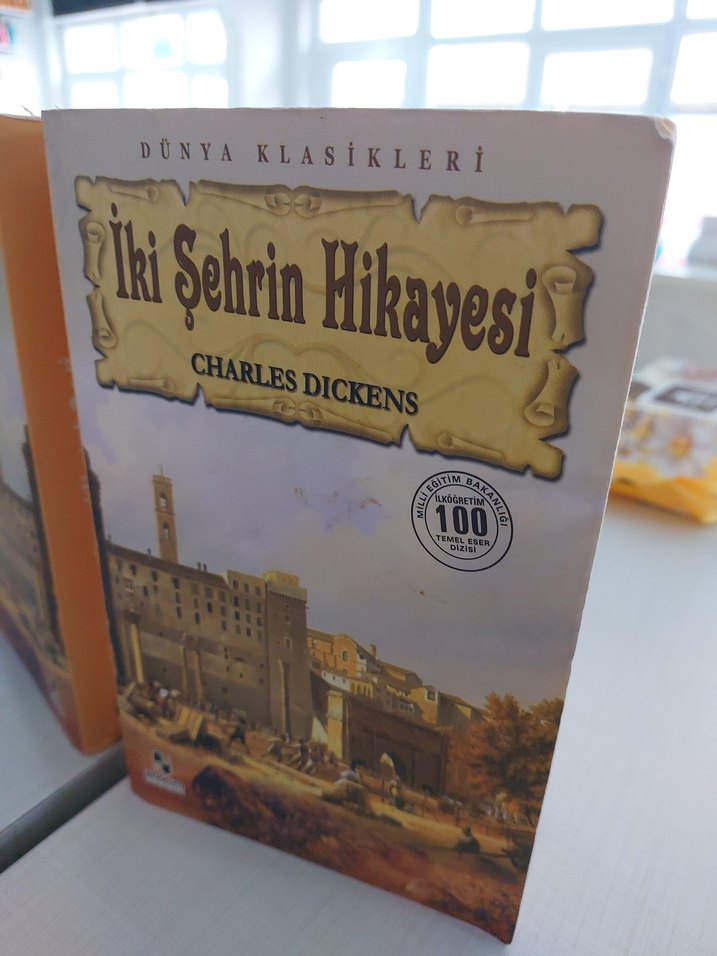 DÜNYA KLASİKLERİ
İki Şehrin Hikayesi
CHARLES DICKENS
MİLLİ EĞİTİM BAKANLIĞI
İLKÖĞRETİM
100
TEMEL ESER
DİZİSİ